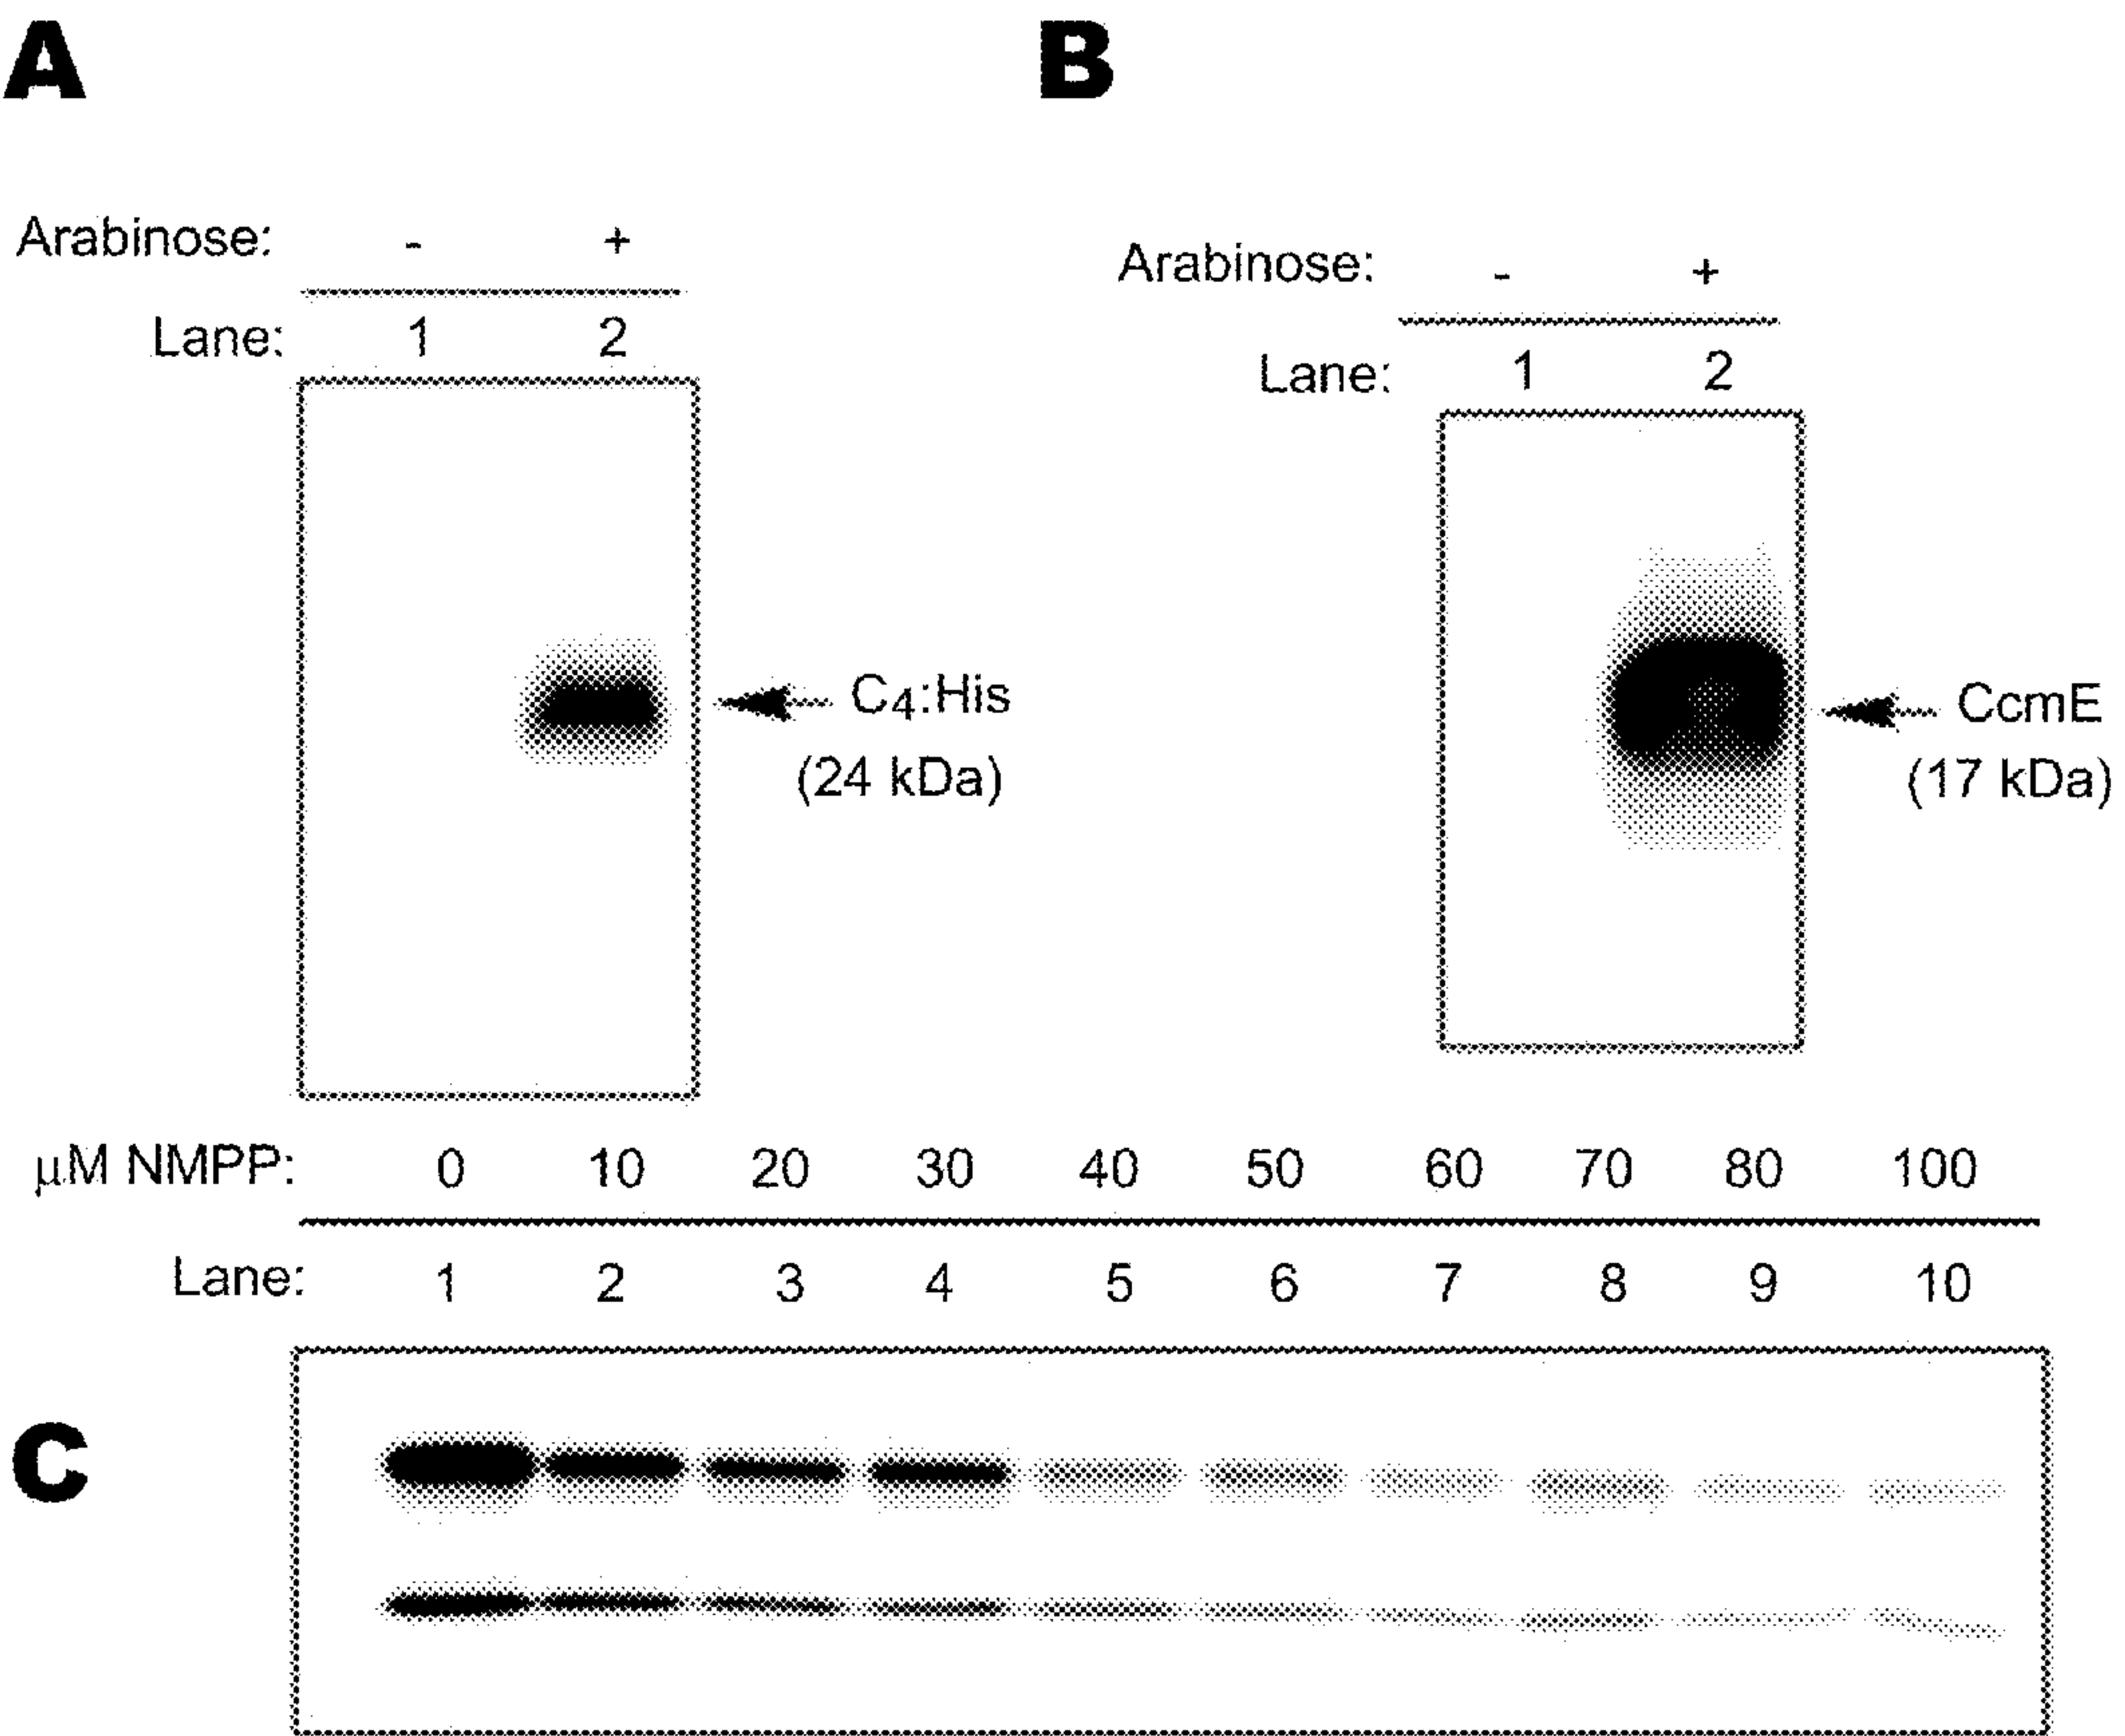 A
Arabinose: - +
Lane: 1 2
C4:His
(24 kDa)
B
Arabinose: - +
Lane: 1 2
CcmE
(17 kDa)
µM NMPP: 0 10 20 30 40 50 60 70 80 100
Lane: 1 2 3 4 5 6 7 8 9 10
C